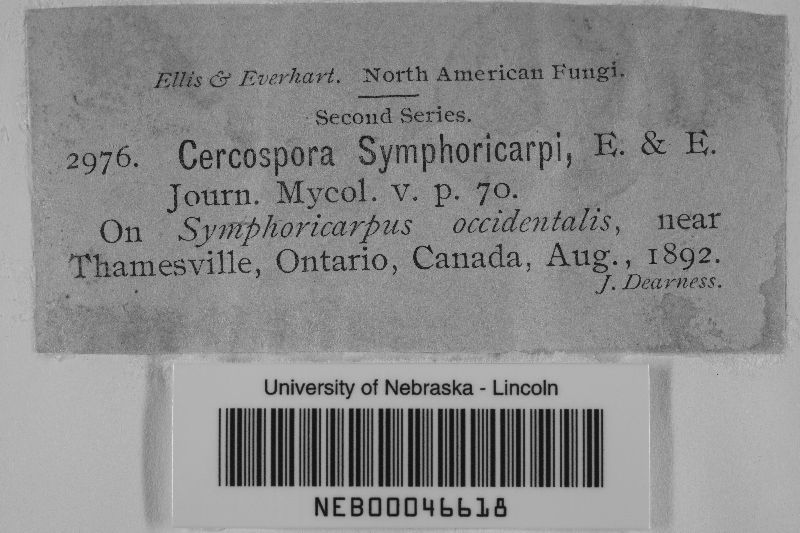 Ellis & Everhart. North American Fungi.
Second Series.
2976. Cercospora Symphoricarpi, E. & E.
Journ. Mycol. v. p. 70.
On Symphoricarpus occidentalis, near
Thamesville, Ontario, Canada, Aug., 1892.
J. Dearness.
University of Nebraska - Lincoln
NEB00046618